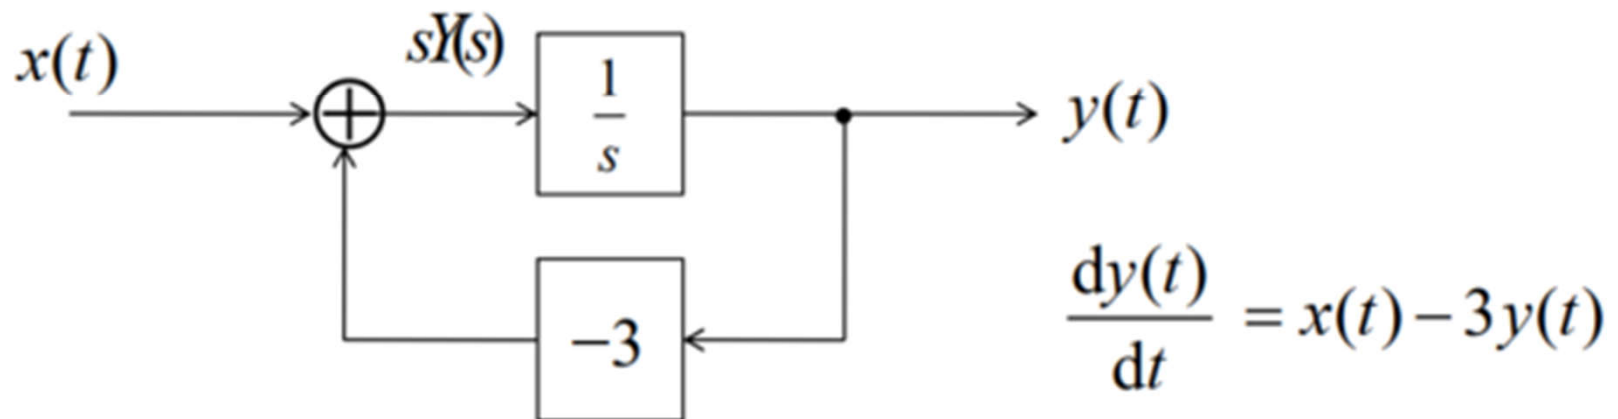 x(t)
sY(s)
1
s
y(t)
−3
dy(t)
dt
= x(t) − 3y(t)